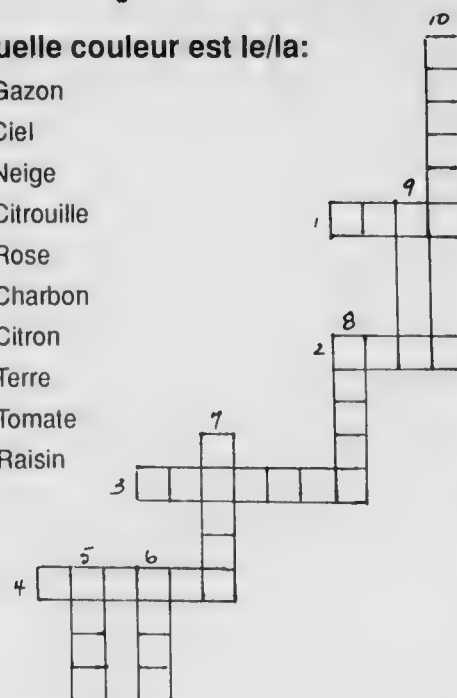 uelle couleur est le/la:
Gazon
Ciel
Neige
Citrouille
Rose
Charbon
Citron
Terre
Tomate
Raisin
10
9
1
8
2
7
3
5 6
4